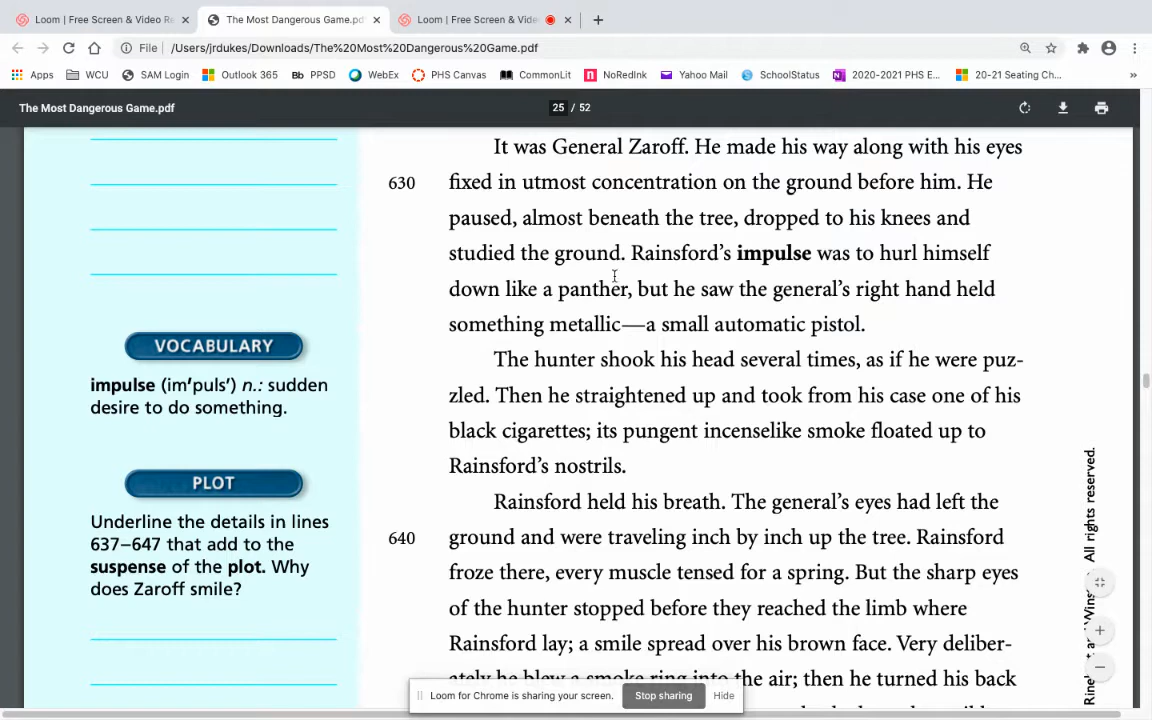 Loom | Free Screen & Video Re
The Most Dangerous Game.pd
Loom | Free Screen & Vide
File
/Users/jrdukes/Downloads/The%20Most%20Dangerous%20Game.pdf
Apps
WCU
SAM Login
Outlook 365
Bb PPSD
WebEx
PHS Canvas
CommonLit
NoRedInk
Yahoo Mail
SchoolStatus
2020-2021 PHS E...
20-21 Seating Ch...
»
The Most Dangerous Game.pdf
25 / 52
It was General Zaroff. He made his way along with his eyes
630 fixed in utmost concentration on the ground before him. He
paused, almost beneath the tree, dropped to his knees and
studied the ground. Rainsford's impulse was to hurl himself
down like a panther, but he saw the general's right hand held
something metallic—a small automatic pistol.
The hunter shook his head several times, as if he were puz-
zled. Then he straightened up and took from his case one of his
black cigarettes; its pungent incenselike smoke floated up to
Rainsford's nostrils.
Rainsford held his breath. The general's eyes had left the
640 ground and were traveling inch by inch up the tree. Rainsford
froze there, every muscle tensed for a spring. But the sharp eyes
of the hunter stopped before they reached the limb where
Rainsford lay; a smile spread over his brown face. Very deliber-
ately he blew a smoke ring into the air; then he turned his back
VOCABULARY
impulse (im′puls′) n.: sudden
desire to do something.
PLOT
Underline the details in lines
637–647 that add to the
suspense of the plot. Why
does Zaroff smile?
All rights reserved.
Loom for Chrome is sharing your screen.
Stop sharing
Hide